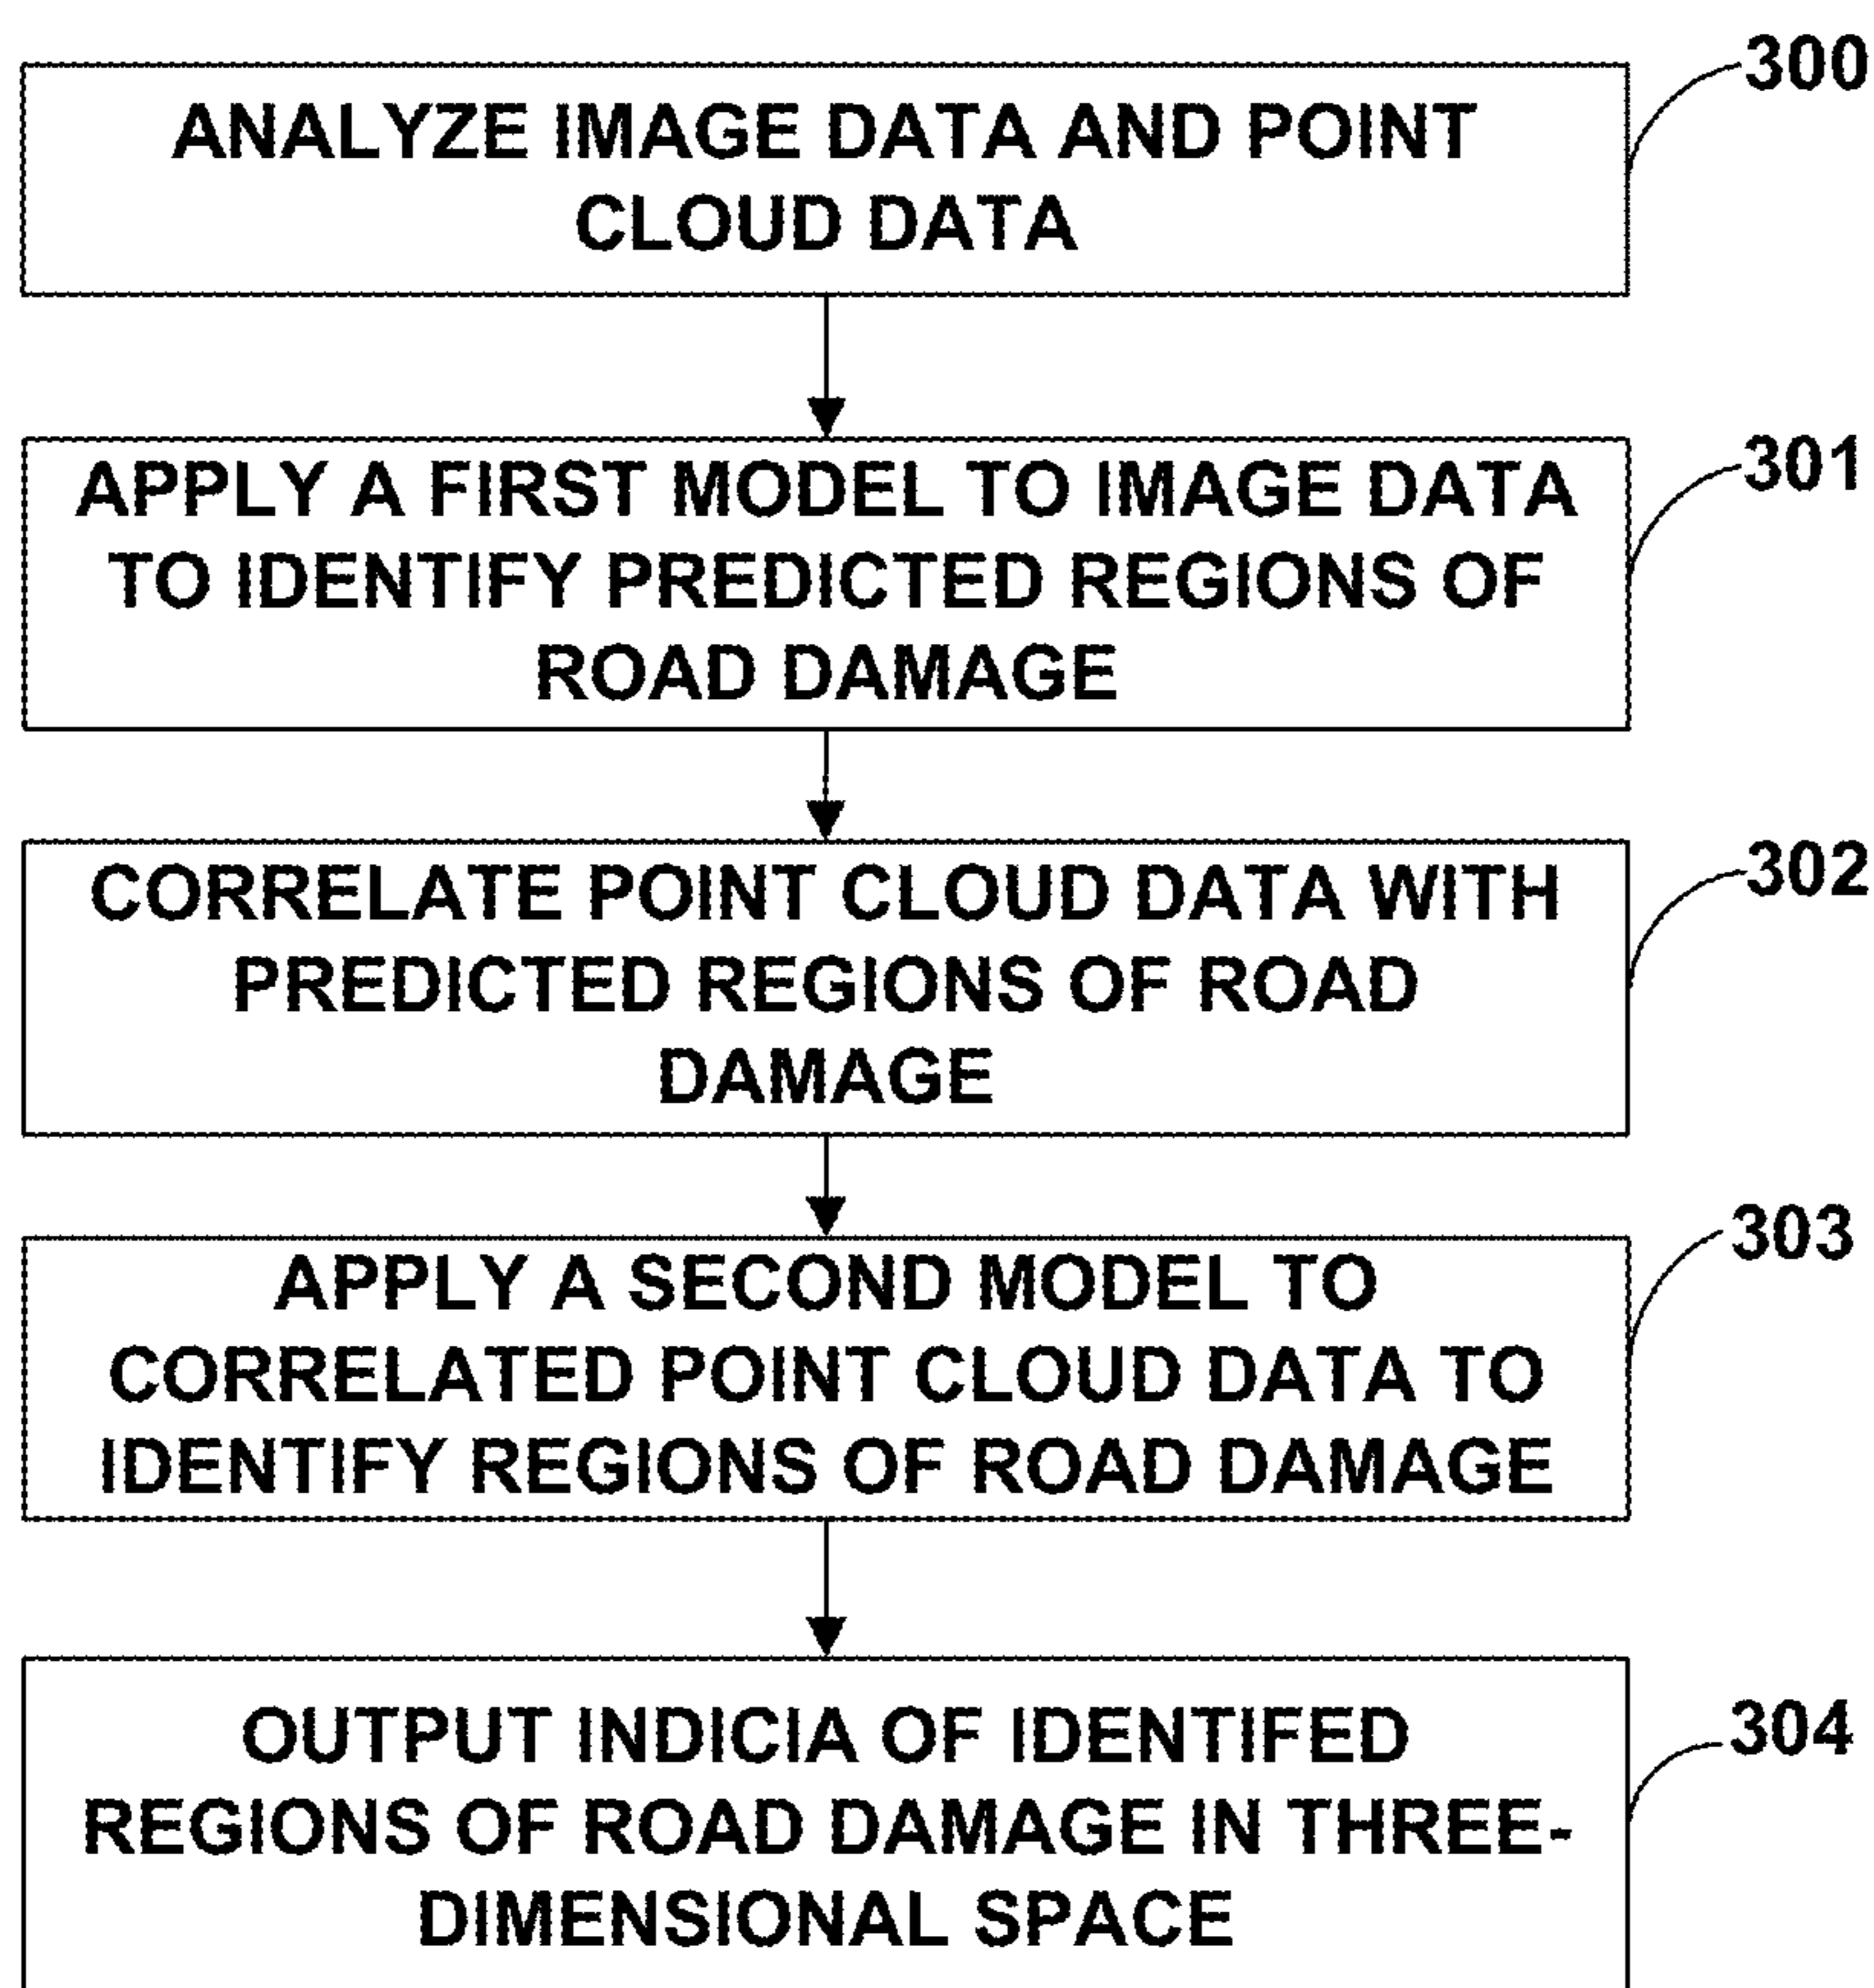 300
ANALYZE IMAGE DATA AND POINT
CLOUD DATA
301
APPLY A FIRST MODEL TO IMAGE DATA
TO IDENTIFY PREDICTED REGIONS OF
ROAD DAMAGE
302
CORRELATE POINT CLOUD DATA WITH
PREDICTED REGIONS OF ROAD
DAMAGE
303
APPLY A SECOND MODEL TO
CORRELATED POINT CLOUD DATA TO
IDENTIFY REGIONS OF ROAD DAMAGE
304
OUTPUT INDICIA OF IDENTIFED
REGIONS OF ROAD DAMAGE IN THREE-
DIMENSIONAL SPACE